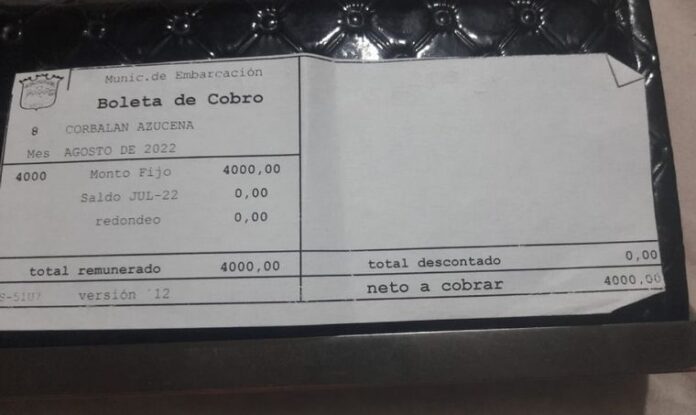 Munic.de Embarcación
Boleta de Cobro
8 CORBALAN AZUCENA
Mes AGOSTO DE 2022
4000 Monto Fijo 4000,00
Saldo JUL-22 0,00
redondeo 0,00
total remunerado 4000,00
total descontado 0,00
versión '12
neto a cobrar 4000,00